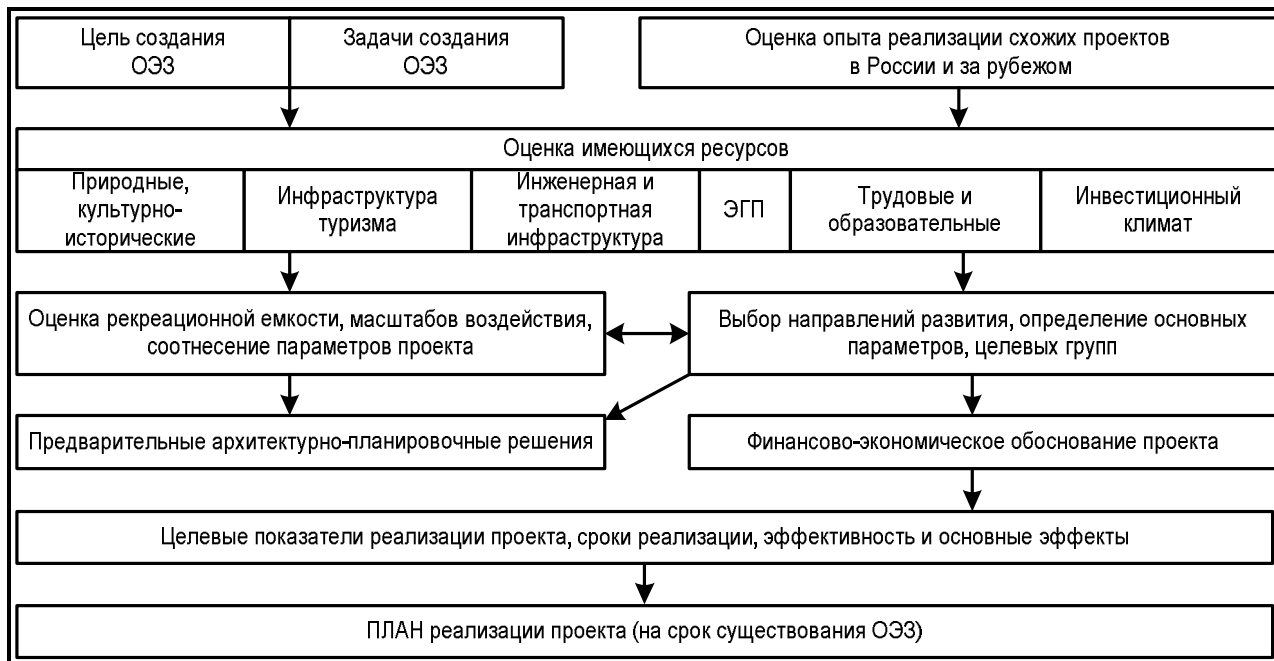 Цель создания
ОЭЗ
Задачи создания
ОЭЗ
Оценка опыта реализации схожих проектов
в России и за рубежом
Оценка имеющихся ресурсов
Природные,
культурно-
исторические
Инфраструктура
туризма
Инженерная и
транспортная
инфраструктура
ЭГП
Трудовые и
образовательные
Инвестиционный
климат
Оценка рекреационной емкости, масштабов воздействия,
соотнесение параметров проекта
Выбор направлений развития, определение основных
параметров, целевых групп
Предварительные архитектурно-планировочные решения
Финансово-экономическое обоснование проекта
Целевые показатели реализации проекта, сроки реализации, эффективность и основные эффекты
ПЛАН реализации проекта (на срок существования ОЭЗ)